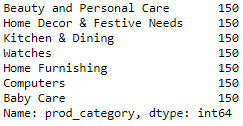 Beauty and Personal Care      150
Home Decor & Festive Needs    150
Kitchen & Dining              150
Watches                       150
Home Furnishing               150
Computers                     150
Baby Care                     150
Name: prod_category, dtype: int64